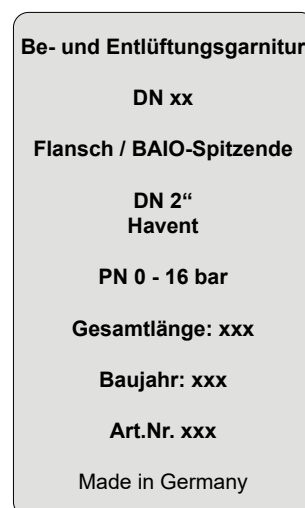 Be- und Entlüftungsgarnitur
DN xx
Flansch / BAIO-Spitzende
DN 2“
Havent
PN 0 - 16 bar
Gesamtlänge: xxx
Baujahr: xxx
Art.Nr. xxx
Made in Germany